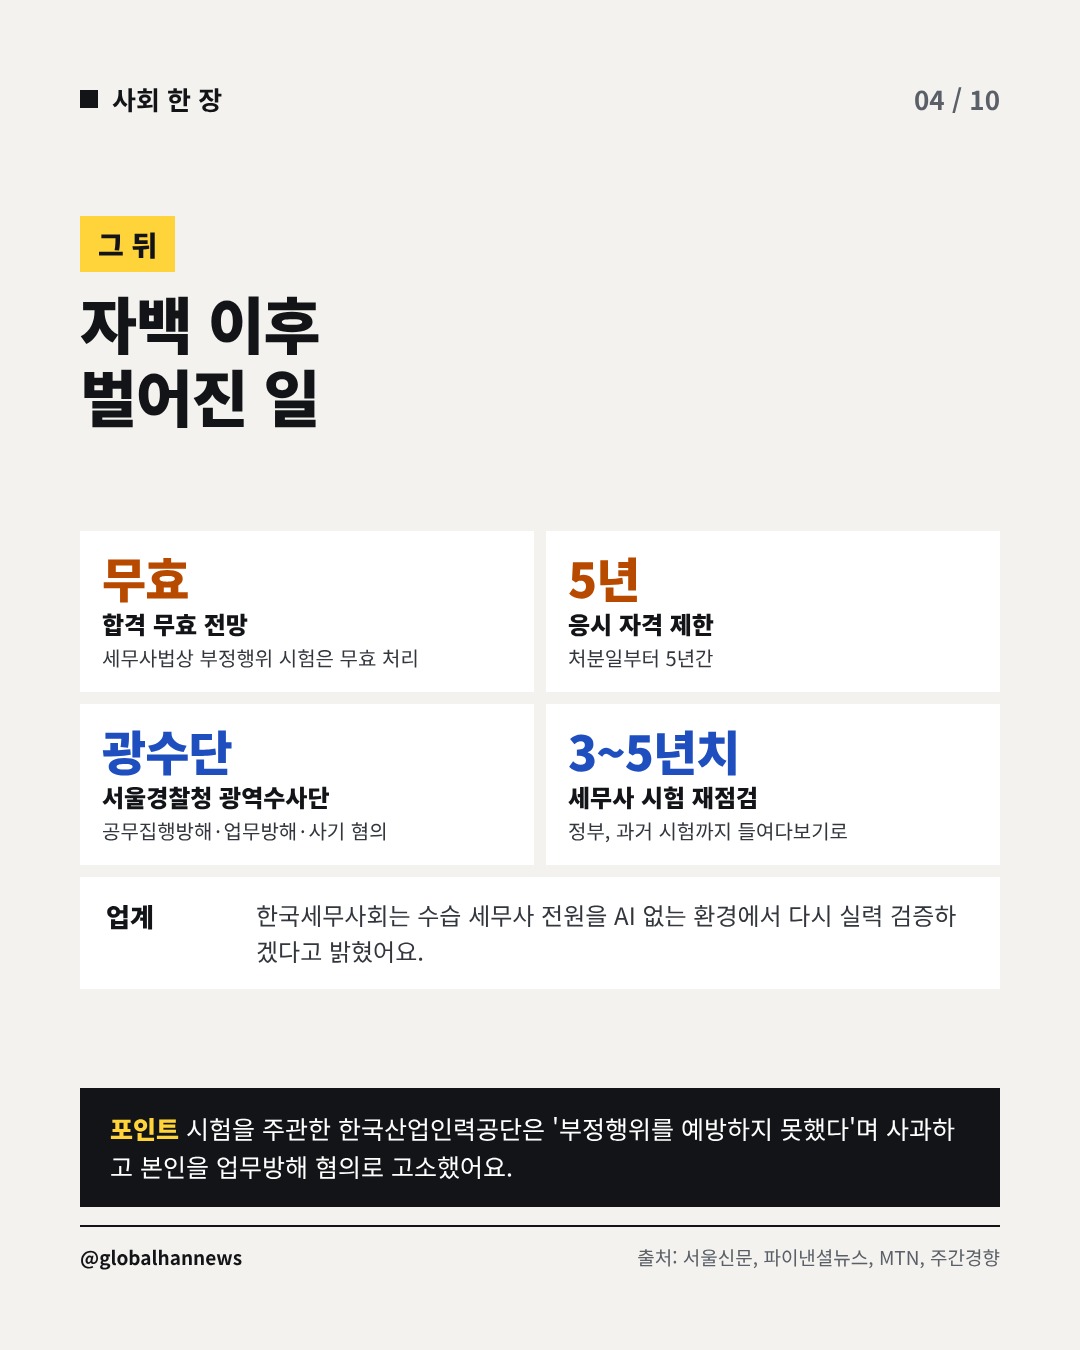 사회 한 장
04 / 10
그 뒤
자백 이후
벌어진 일
무효
합격 무효 전망
세무사법상 부정행위 시험은 무효 처리
5년
응시 자격 제한
처분일부터 5년간
광수단
서울경찰청 광역수사단
공무집행방해·업무방해·사기 혐의
3~5년치
세무사 시험 재점검
정부, 과거 시험까지 들여다보기로
업계
한국세무사회는 수습 세무사 전원을 AI 없는 환경에서 다시 실력 검증하
겠다고 밝혔어요.
포인트 시험을 주관한 한국산업인력공단은 '부정행위를 예방하지 못했다'며 사과하
고 본인을 업무방해 혐의로 고소했어요.
@globalhannews
출처: 서울신문, 파이낸셜뉴스, MTN, 주간경향